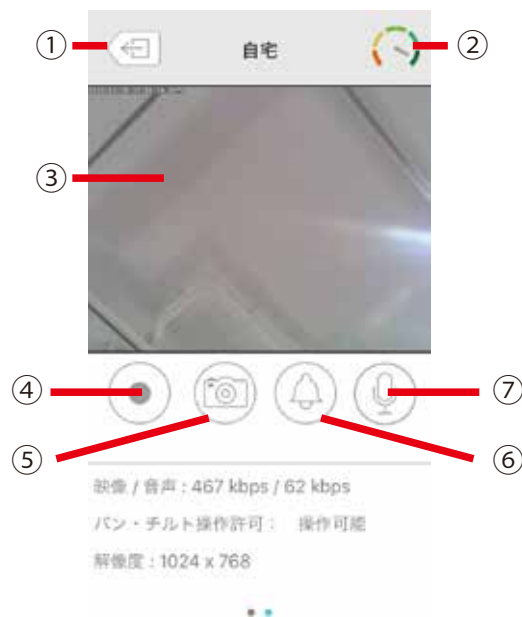 ①
自宅
②
③
④
⑤
⑥
⑦
映像 / 音声 : 467 kbps / 62 kbps
パン・チルト操作許可 : 操作可能
解像度 : 1024 x 768